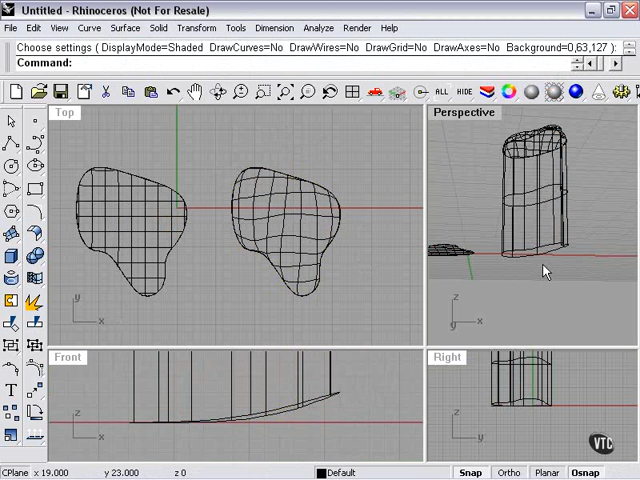 Untitled - Rhinoceros (Not For Resale)
File Edit View Curve Surface Solid Transform Tools Dimension Analyze Render Help
Choose settings ( DisplayMode=Shaded DrawCurves=No DrawWires=No DrawGrid=No DrawAxes=No Background=0,63,127 ):
Command:
ALL HIDE
Top
Perspective
y
x
z
y x
Front
Right
z
x
z
y
T
VTC
CPlane x 19.000 y 23.000 z 0 Default Snap Ortho Planar Osnap